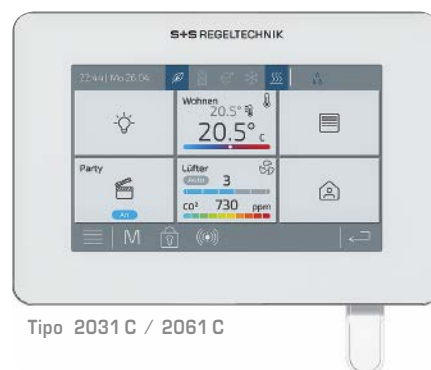 S+S REGELTECHNIK
22:44 | Mo 26.04
Wohnen
20.5°
20.5° c
Party
An
Lüfter
Auto 3
CO² 730 ppm
M
Tipo 2031 C / 2061 C